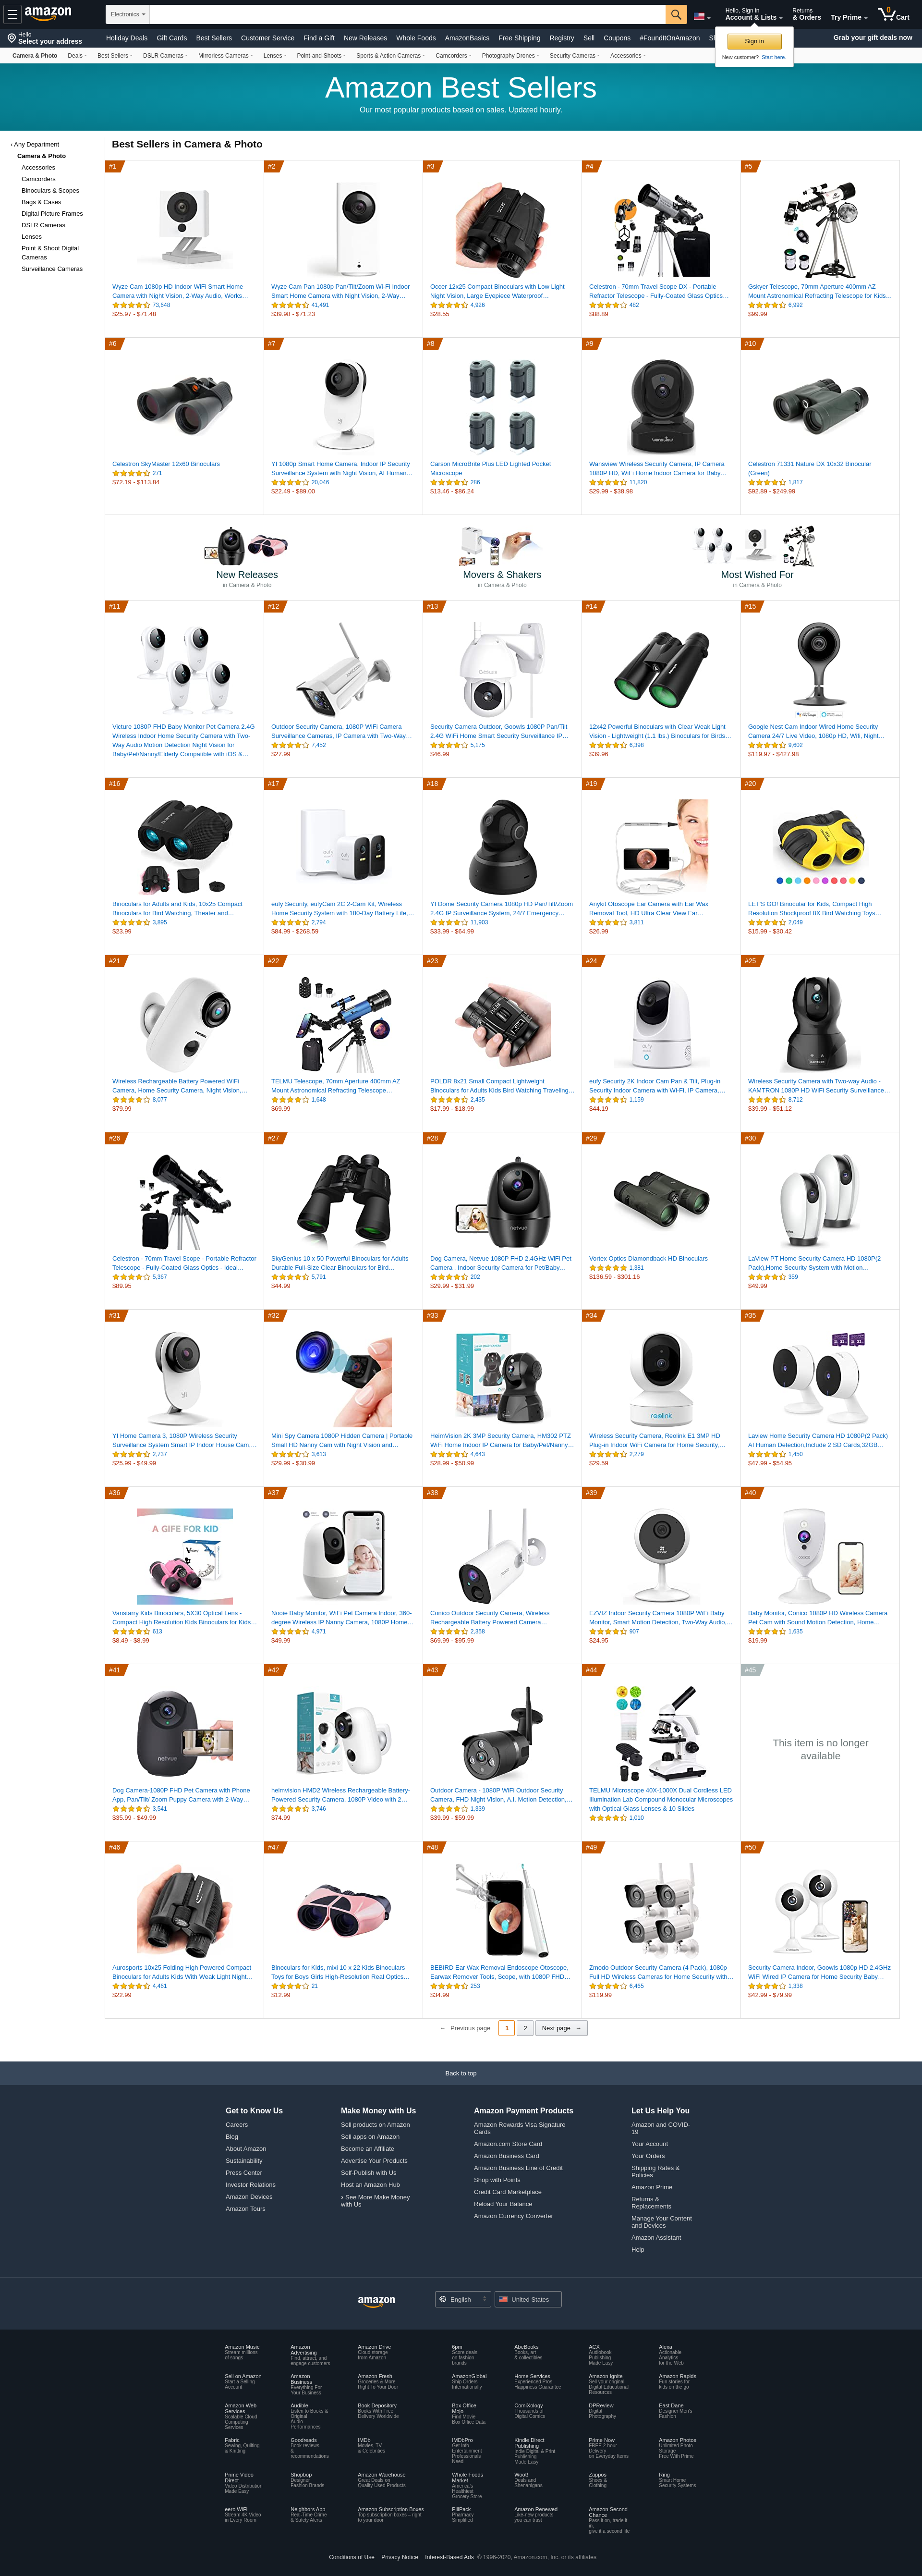 amazon
Electronics
Hello, Sign in
Account & Lists
Returns
& Orders
Try Prime
0
Cart
Hello
Select your address
Holiday Deals
Gift Cards
Best Sellers
Customer Service
Find a Gift
New Releases
Whole Foods
AmazonBasics
Free Shipping
Registry
Sell
Coupons
#FoundItOnAmazon
Grab your gift deals now
Sign in
New customer? Start here.
Camera & Photo
Deals
Best Sellers
DSLR Cameras
Mirrorless Cameras
Lenses
Point-and-Shoots
Sports & Action Cameras
Camcorders
Photography Drones
Security Cameras
Accessories
Amazon Best Sellers
Our most popular products based on sales. Updated hourly.
‹ Any Department
Camera & Photo
Accessories
Camcorders
Binoculars & Scopes
Bags & Cases
Digital Picture Frames
DSLR Cameras
Lenses
Point & Shoot Digital
Cameras
Surveillance Cameras
Best Sellers in Camera & Photo
#1
Wyze Cam 1080p HD Indoor WiFi Smart Home
Camera with Night Vision, 2-Way Audio, Works…
73,648
$25.97 - $71.48
#2
Wyze Cam Pan 1080p Pan/Tilt/Zoom Wi-Fi Indoor
Smart Home Camera with Night Vision, 2-Way…
41,491
$39.98 - $71.23
#3
Occer 12x25 Compact Binoculars with Low Light
Night Vision, Large Eyepiece Waterproof…
4,926
$28.55
#4
Celestron - 70mm Travel Scope DX - Portable
Refractor Telescope - Fully-Coated Glass Optics…
482
$88.89
#5
Gskyer Telescope, 70mm Aperture 400mm AZ
Mount Astronomical Refracting Telescope for Kids…
6,992
$99.99
#6
Celestron SkyMaster 12x60 Binoculars
271
$72.19 - $113.84
#7
YI 1080p Smart Home Camera, Indoor IP Security
Surveillance System with Night Vision, AI Human…
20,046
$22.49 - $89.00
#8
Carson MicroBrite Plus LED Lighted Pocket
Microscope
286
$13.46 - $86.24
#9
Wansview Wireless Security Camera, IP Camera
1080P HD, WiFi Home Indoor Camera for Baby…
11,820
$29.99 - $38.98
#10
Celestron 71331 Nature DX 10x32 Binocular
(Green)
1,817
$92.89 - $249.99
New Releases
in Camera & Photo
Movers & Shakers
in Camera & Photo
Most Wished For
in Camera & Photo
#11
Victure 1080P FHD Baby Monitor Pet Camera 2.4G
Wireless Indoor Home Security Camera with Two-
Way Audio Motion Detection Night Vision for
Baby/Pet/Nanny/Elderly Compatible with iOS &…
#12
Outdoor Security Camera, 1080P WiFi Camera
Surveillance Cameras, IP Camera with Two-Way…
7,452
$27.99
#13
Security Camera Outdoor, Goowls 1080P Pan/Tilt
2.4G WiFi Home Smart Security Surveillance IP…
5,175
$46.99
#14
12x42 Powerful Binoculars with Clear Weak Light
Vision - Lightweight (1.1 lbs.) Binoculars for Birds…
6,398
$39.96
#15
Google Nest Cam Indoor Wired Home Security
Camera 24/7 Live Video, 1080p HD, Wifi, Night…
9,602
$119.97 - $427.98
#16
Binoculars for Adults and Kids, 10x25 Compact
Binoculars for Bird Watching, Theater and…
3,895
$23.99
#17
eufy Security, eufyCam 2C 2-Cam Kit, Wireless
Home Security System with 180-Day Battery Life,…
2,794
$84.99 - $268.59
#18
YI Dome Security Camera 1080p HD Pan/Tilt/Zoom
2.4G IP Surveillance System, 24/7 Emergency…
11,903
$33.99 - $64.99
#19
Anykit Otoscope Ear Camera with Ear Wax
Removal Tool, HD Ultra Clear View Ear…
3,811
$26.99
#20
LET'S GO! Binocular for Kids, Compact High
Resolution Shockproof 8X Bird Watching Toys…
2,049
$15.99 - $30.42
#21
Wireless Rechargeable Battery Powered WiFi
Camera, Home Security Camera, Night Vision,…
8,077
$79.99
#22
TELMU Telescope, 70mm Aperture 400mm AZ
Mount Astronomical Refracting Telescope…
1,648
$69.99
#23
POLDR 8x21 Small Compact Lightweight
Binoculars for Adults Kids Bird Watching Traveling…
2,435
$17.99 - $18.99
#24
eufy Security 2K Indoor Cam Pan & Tilt, Plug-in
Security Indoor Camera with Wi-Fi, IP Camera,…
1,159
$44.19
#25
Wireless Security Camera with Two-way Audio -
KAMTRON 1080P HD WiFi Security Surveillance…
8,712
$39.99 - $51.12
#26
Celestron - 70mm Travel Scope - Portable Refractor
Telescope - Fully-Coated Glass Optics - Ideal…
5,367
$89.95
#27
SkyGenius 10 x 50 Powerful Binoculars for Adults
Durable Full-Size Clear Binoculars for Bird…
5,791
$44.99
#28
Dog Camera, Netvue 1080P FHD 2.4GHz WiFi Pet
Camera , Indoor Security Camera for Pet/Baby…
202
$29.99 - $31.99
#29
Vortex Optics Diamondback HD Binoculars
1,381
$136.59 - $301.16
#30
LaView PT Home Security Camera HD 1080P(2
Pack),Home Security System with Motion…
359
$49.99
#31
YI Home Camera 3, 1080P Wireless Security
Surveillance System Smart IP Indoor House Cam,…
2,737
$25.99 - $49.99
#32
Mini Spy Camera 1080P Hidden Camera | Portable
Small HD Nanny Cam with Night Vision and…
3,613
$29.99 - $30.99
#33
HeimVision 2K 3MP Security Camera, HM302 PTZ
WiFi Home Indoor IP Camera for Baby/Pet/Nanny…
4,643
$28.99 - $50.99
#34
reolink
Wireless Security Camera, Reolink E1 3MP HD
Plug-in Indoor WiFi Camera for Home Security,…
2,279
$29.59
#35
Laview Home Security Camera HD 1080P(2 Pack)
AI Human Detection,Include 2 SD Cards,32GB…
1,450
$47.99 - $54.95
#36
A GIFE FOR KID
Vanstarry Kids Binoculars, 5X30 Optical Lens -
Compact High Resolution Kids Binoculars for Kids…
613
$8.49 - $8.99
#37
Nooie Baby Monitor, WiFi Pet Camera Indoor, 360-
degree Wireless IP Nanny Camera, 1080P Home…
4,971
$49.99
#38
Conico Outdoor Security Camera, Wireless
Rechargeable Battery Powered Camera…
2,358
$69.99 - $95.99
#39
EZVIZ Indoor Security Camera 1080P WiFi Baby
Monitor, Smart Motion Detection, Two-Way Audio,…
907
$24.95
#40
Baby Monitor, Conico 1080P HD Wireless Camera
Pet Cam with Sound Motion Detection, Home…
1,635
$19.99
#41
netvue
Dog Camera-1080P FHD Pet Camera with Phone
App, Pan/Tilt/ Zoom Puppy Camera with 2-Way…
3,541
$35.99 - $49.99
#42
heimvision HMD2 Wireless Rechargeable Battery-
Powered Security Camera, 1080P Video with 2…
3,746
$74.99
#43
Outdoor Camera - 1080P WiFi Outdoor Security
Camera, FHD Night Vision, A.I. Motion Detection,…
1,339
$39.99 - $59.99
#44
TELMU Microscope 40X-1000X Dual Cordless LED
Illumination Lab Compound Monocular Microscopes
with Optical Glass Lenses & 10 Slides
1,010
#45
This item is no longer
available
#46
Aurosports 10x25 Folding High Powered Compact
Binoculars for Adults Kids With Weak Light Night…
4,461
$22.99
#47
Binoculars for Kids, mixi 10 x 22 Kids Binoculars
Toys for Boys Girls High-Resolution Real Optics…
21
$12.99
#48
BEBIRD Ear Wax Removal Endoscope Otoscope,
Earwax Remover Tools, Scope, with 1080P FHD…
253
$34.99
#49
Zmodo Outdoor Security Camera (4 Pack), 1080p
Full HD Wireless Cameras for Home Security with…
6,465
$119.99
#50
Security Camera Indoor, Goowls 1080p HD 2.4GHz
WiFi Wired IP Camera for Home Security Baby…
1,338
$42.99 - $79.99
← Previous page
1
2
Next page →
Back to top
Get to Know Us
Careers
Blog
About Amazon
Sustainability
Press Center
Investor Relations
Amazon Devices
Amazon Tours
Make Money with Us
Sell products on Amazon
Sell apps on Amazon
Become an Affiliate
Advertise Your Products
Self-Publish with Us
Host an Amazon Hub
› See More Make Money
with Us
Amazon Payment Products
Amazon Rewards Visa Signature
Cards
Amazon.com Store Card
Amazon Business Card
Amazon Business Line of Credit
Shop with Points
Credit Card Marketplace
Reload Your Balance
Amazon Currency Converter
Let Us Help You
Amazon and COVID-
19
Your Account
Your Orders
Shipping Rates &
Policies
Amazon Prime
Returns &
Replacements
Manage Your Content
and Devices
Amazon Assistant
Help
amazon
English
United States
Amazon Music
Stream millions
of songs
Amazon
Advertising
Find, attract, and
engage customers
Amazon Drive
Cloud storage
from Amazon
6pm
Score deals
on fashion
brands
AbeBooks
Books, art
& collectibles
ACX
Audiobook
Publishing
Made Easy
Alexa
Actionable
Analytics
for the Web
Sell on Amazon
Start a Selling
Account
Amazon
Business
Everything For
Your Business
Amazon Fresh
Groceries & More
Right To Your Door
AmazonGlobal
Ship Orders
Internationally
Home Services
Experienced Pros
Happiness Guarantee
Amazon Ignite
Sell your original
Digital Educational
Resources
Amazon Rapids
Fun stories for
kids on the go
Amazon Web
Services
Scalable Cloud
Computing
Services
Audible
Listen to Books &
Original
Audio
Performances
Book Depository
Books With Free
Delivery Worldwide
Box Office
Mojo
Find Movie
Box Office Data
ComiXology
Thousands of
Digital Comics
DPReview
Digital
Photography
East Dane
Designer Men's
Fashion
Fabric
Sewing, Quilting
& Knitting
Goodreads
Book reviews
&
recommendations
IMDb
Movies, TV
& Celebrities
IMDbPro
Get Info
Entertainment
Professionals
Need
Kindle Direct
Publishing
Indie Digital & Print
Publishing
Made Easy
Prime Now
FREE 2-hour
Delivery
on Everyday Items
Amazon Photos
Unlimited Photo
Storage
Free With Prime
Prime Video
Direct
Video Distribution
Made Easy
Shopbop
Designer
Fashion Brands
Amazon Warehouse
Great Deals on
Quality Used Products
Whole Foods
Market
America's
Healthiest
Grocery Store
Woot!
Deals and
Shenanigans
Zappos
Shoes &
Clothing
Ring
Smart Home
Security Systems
eero WiFi
Stream 4K Video
in Every Room
Neighbors App
Real-Time Crime
& Safety Alerts
Amazon Subscription Boxes
Top subscription boxes – right
to your door
PillPack
Pharmacy
Simplified
Amazon Renewed
Like-new products
you can trust
Amazon Second
Chance
Pass it on, trade it
in,
give it a second life
Conditions of Use
Privacy Notice
Interest-Based Ads
© 1996-2020, Amazon.com, Inc. or its affiliates